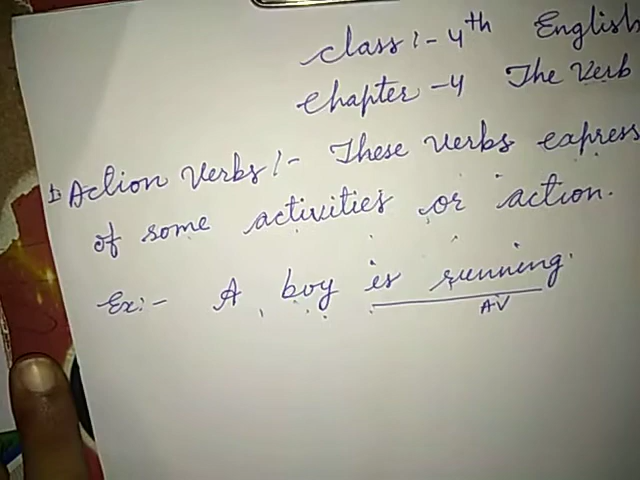 Class :- 4th English
Chapter - 4 The Verb
1) Action Verbs :- These verbs express
of some activities or action.
Ex:- A boy is running.
AV